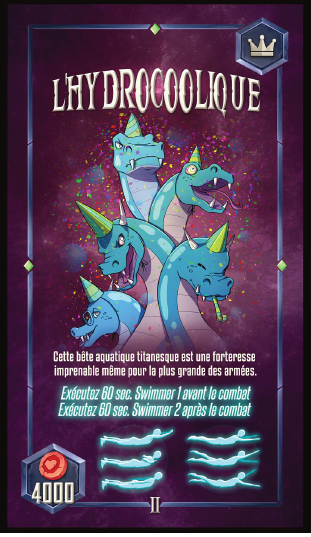 L'HYDROCOOLIQUE
Cette bête aquatique titanesque est une forteresse
imprenable même pour la plus grande des armées.
Exécutez 60 sec. Swimmer 1 avant le combat
Exécutez 60 sec. Swimmer 2 après le combat
4000
II